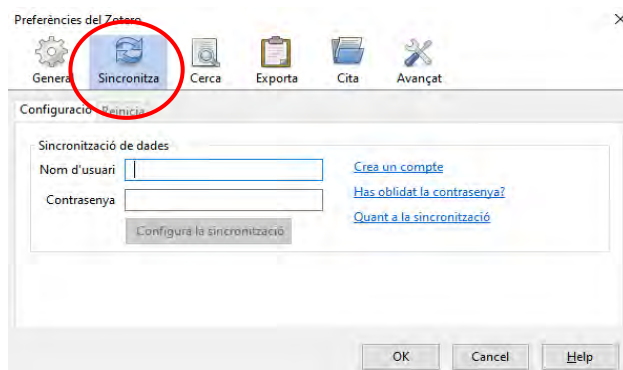 Preferències del Zotero
General Sincronitza Cerca Exporta Cita Avançat
Configuració Reinicia
Sincronització de dades
Nom d'usuari Crea un compte
Has oblidat la contrasenya?
Contrasenya
Quant a la sincronització
Configura la sincronització
OK Cancel Help